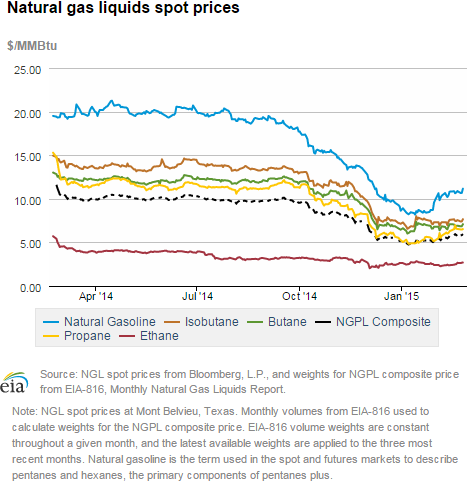 Natural gas liquids spot prices
$/MMBtu
25.00
20.00
15.00
10.00
5.00
0.00
Apr '14 Jul '14 Oct '14 Jan '15
Natural Gasoline Isobutane Butane NGPL Composite
Propane Ethane
eia
Source: NGL spot prices from Bloomberg, L.P., and weights for NGPL composite price
from EIA-816, Monthly Natural Gas Liquids Report.
Note: NGL spot prices at Mont Belvieu, Texas. Monthly volumes from EIA-816 used to
calculate weights for the NGPL composite price. EIA-816 volume weights are constant
throughout a given month, and the latest available weights are applied to the three most
recent months. Natural gasoline is the term used in the spot and futures markets to describe
pentanes and hexanes, the primary components of pentanes plus.